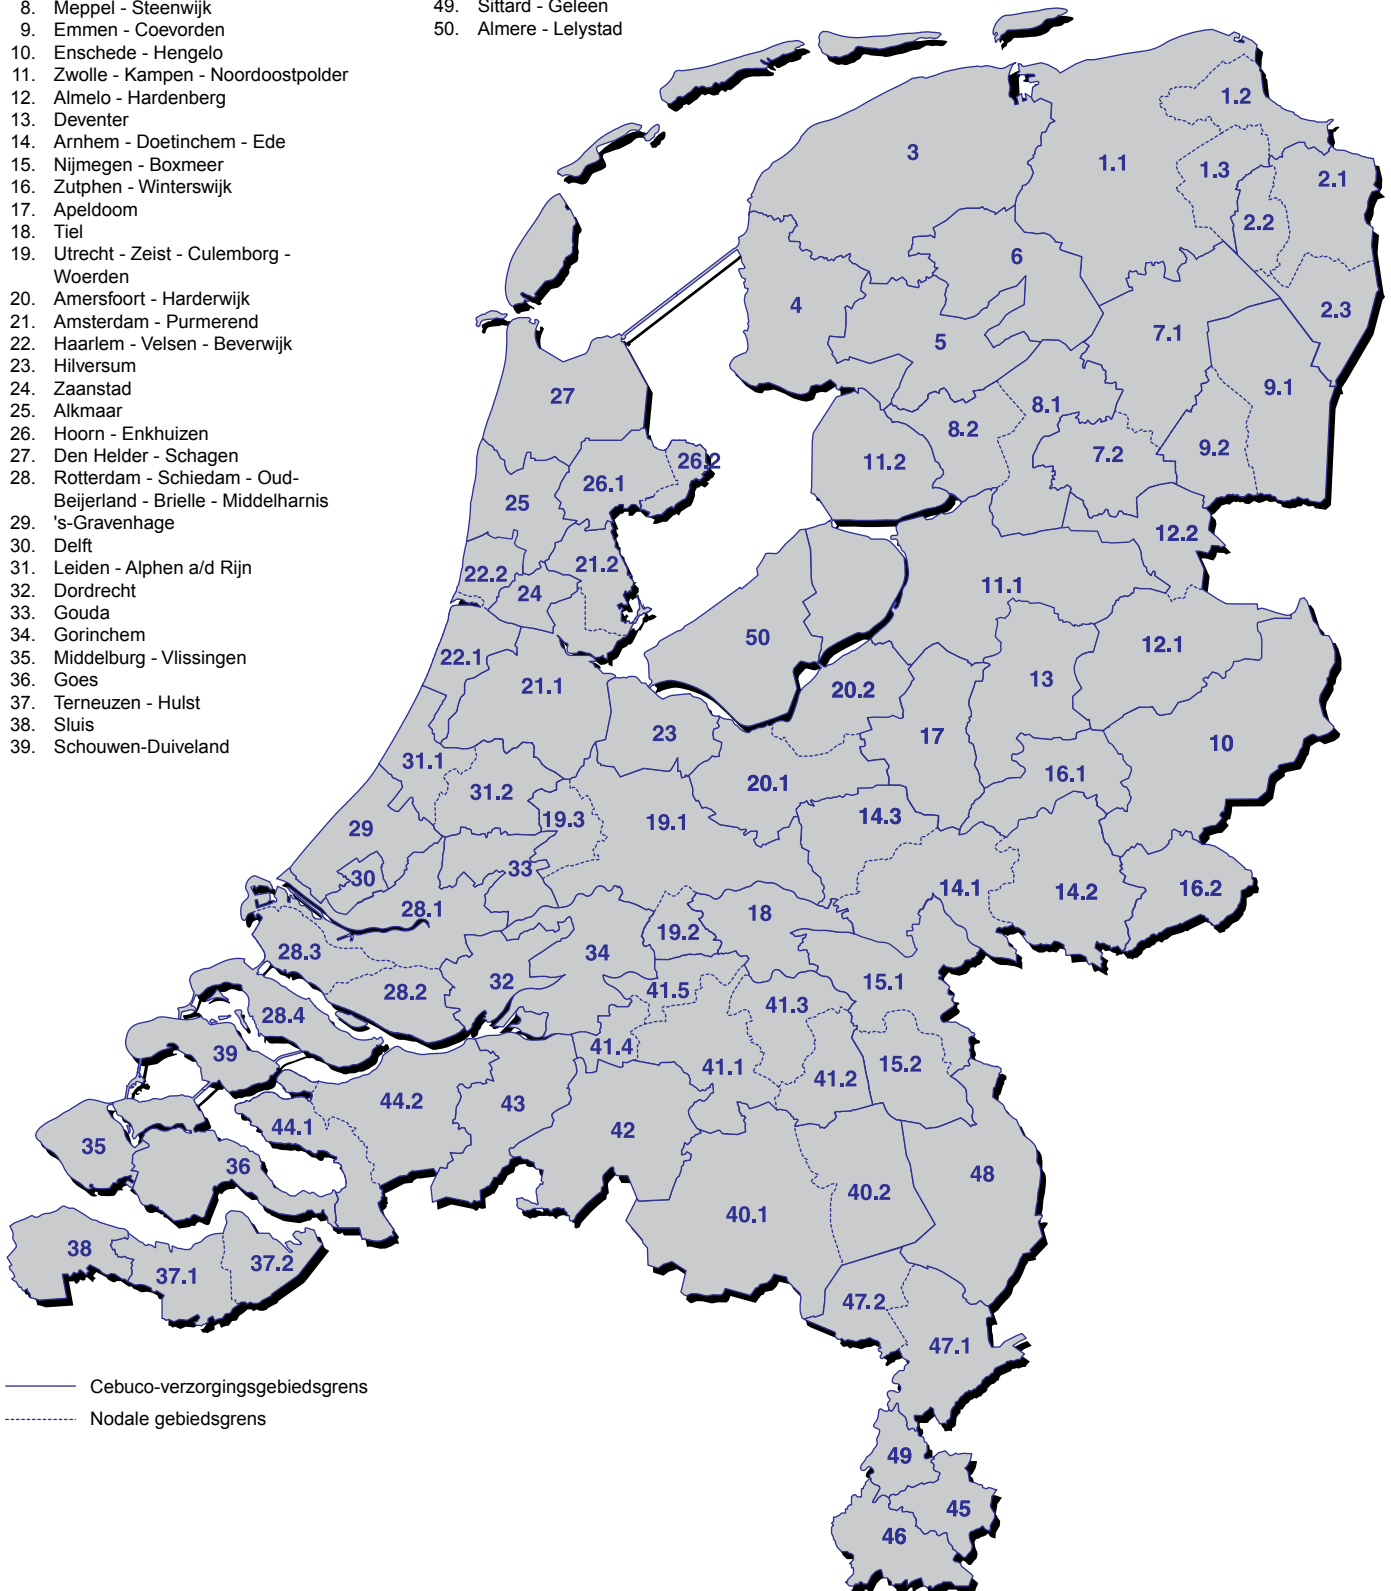 8. Meppel - Steenwijk
9. Emmen - Coevorden
10. Enschede - Hengelo
11. Zwolle - Kampen - Noordoostpolder
12. Almelo - Hardenberg
13. Deventer
14. Arnhem - Doetinchem - Ede
15. Nijmegen - Boxmeer
16. Zutphen - Winterswijk
17. Apeldoom
18. Tiel
19. Utrecht - Zeist - Culemborg -
Woerden
20. Amersfoort - Harderwijk
21. Amsterdam - Purmerend
22. Haarlem - Velsen - Beverwijk
23. Hilversum
24. Zaanstad
25. Alkmaar
26. Hoorn - Enkhuizen
27. Den Helder - Schagen
28. Rotterdam - Schiedam - Oud-
Beijerland - Brielle - Middelharnis
29. 's-Gravenhage
30. Delft
31. Leiden - Alphen a/d Rijn
32. Dordrecht
33. Gouda
34. Gorinchem
35. Middelburg - Vlissingen
36. Goes
37. Terneuzen - Hulst
38. Sluis
39. Schouwen-Duiveland
49. Sittard - Geleen
50. Almere - Lelystad
1.2
3
1.1
1.3
2.1
2.2
6
4
2.3
7.1
5
9.1
27
8.1
8.2
7.2
9.2
26.2
11.2
26.1
25
12.2
21.2
22.2
11.1
24
50
12.1
22.1
13
21.1
20.2
23
17
10
31.1
16.1
20.1
31.2
14.3
19.3
19.1
29
33
30
14.1
14.2
16.2
28.1
18
19.2
28.3
34
32
15.1
28.2
41.5
41.3
28.4
41.4
39
15.2
41.1
41.2
44.2
43
44.1
42
35
36
48
40.2
40.1
38
37.2
37.1
47.2
47.1
49
45
46
Cebuco-verzorgingsgebiedsgrens
Nodale gebiedsgrens